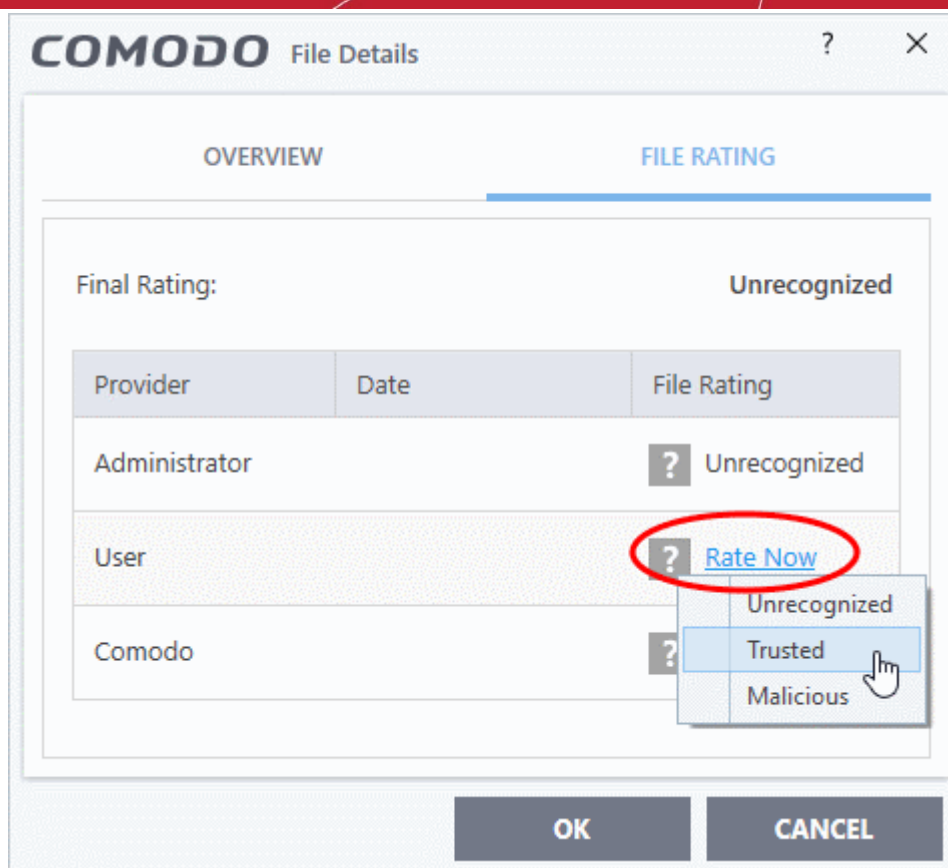 COMODO File Details ? ×
OVERVIEW FILE RATING
Final Rating: Unrecognized
Provider Date File Rating
Administrator ? Unrecognized
User ? Rate Now
Unrecognized
Comodo ? Trusted
Malicious
OK CANCEL